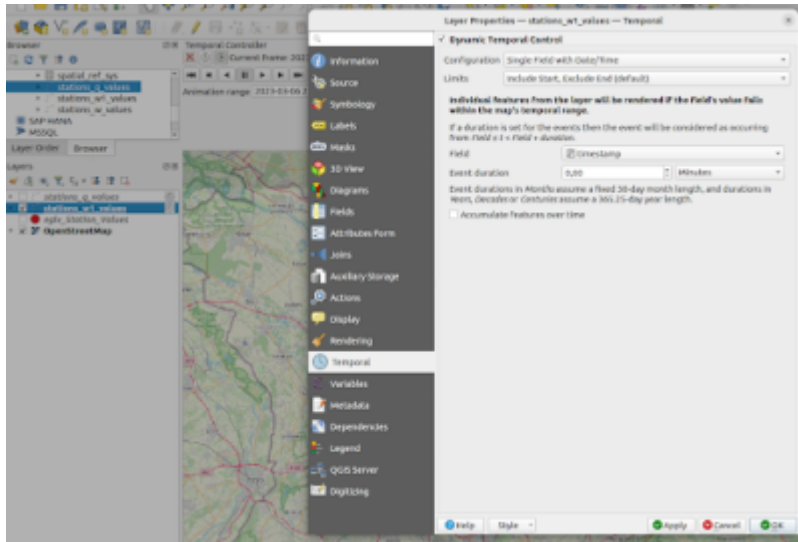 Layer Properties — stations_wt_values — Temporal
Browser
Temporal Controller
Current frame: 202
spatial_ref_sys
stations_q_values
stations_wt_values
stations_w_values
SAP HANA
MSSQL
Animation range 2023-03-06 2
Layer Order
Browser
Layers
stations_q_values
stations_wt_values
OpenStreetMap
Information
Source
Symbology
Labels
Masks
3D View
Diagrams
Fields
Attributes Form
Joins
Auxiliary Storage
Actions
Display
Rendering
Temporal
Variables
Metadata
Dependencies
Legend
QGIS Server
Digitizing
Dynamic Temporal Control
Configuration Single Field with Date/Time
Limits Include Start, Exclude End (default)
Individual features from the layer will be rendered if the field's value falls
within the map's temporal range.
If a duration is set for the events then the event will be considered as occurring
from Field ≤ t < Field + duration.
Field timestamp
Event duration 0,00 Minutes
Event durations in Months assume a fixed 30-day month length, and durations in
Years, Decades or Centuries assume a 365.25-day year length.
Accumulate features over time
Help
Style
Apply
Cancel
OK